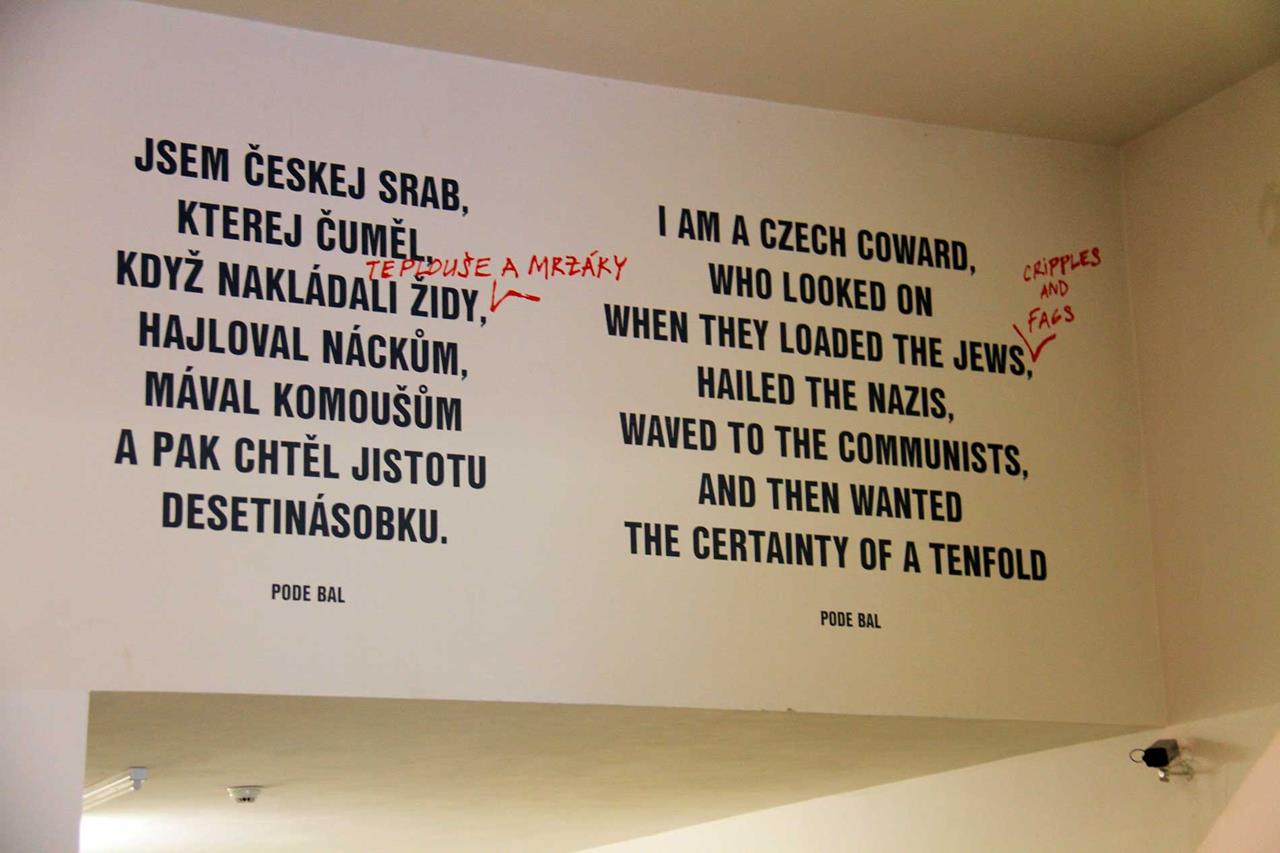 JSEM ČESKEJ SRAB,
KTEREJ ČUMĚL,
TEPLOUŠE A MRZÁKY
KDYŽ NAKLÁDALI ŽIDY,
HAJLOVAL NÁCKŮM,
MÁVAL KOMOUŠŮM
A PAK CHTĚL JISTOTU
DESETINÁSOBKU.
PODE BAL
I AM A CZECH COWARD,
WHO LOOKED ON
WHEN THEY LOADED THE JEWS,
CRIPPLES
AND
FAGS
HAILED THE NAZIS,
WAVED TO THE COMMUNISTS,
AND THEN WANTED
THE CERTAINTY OF A TENFOLD
PODE BAL